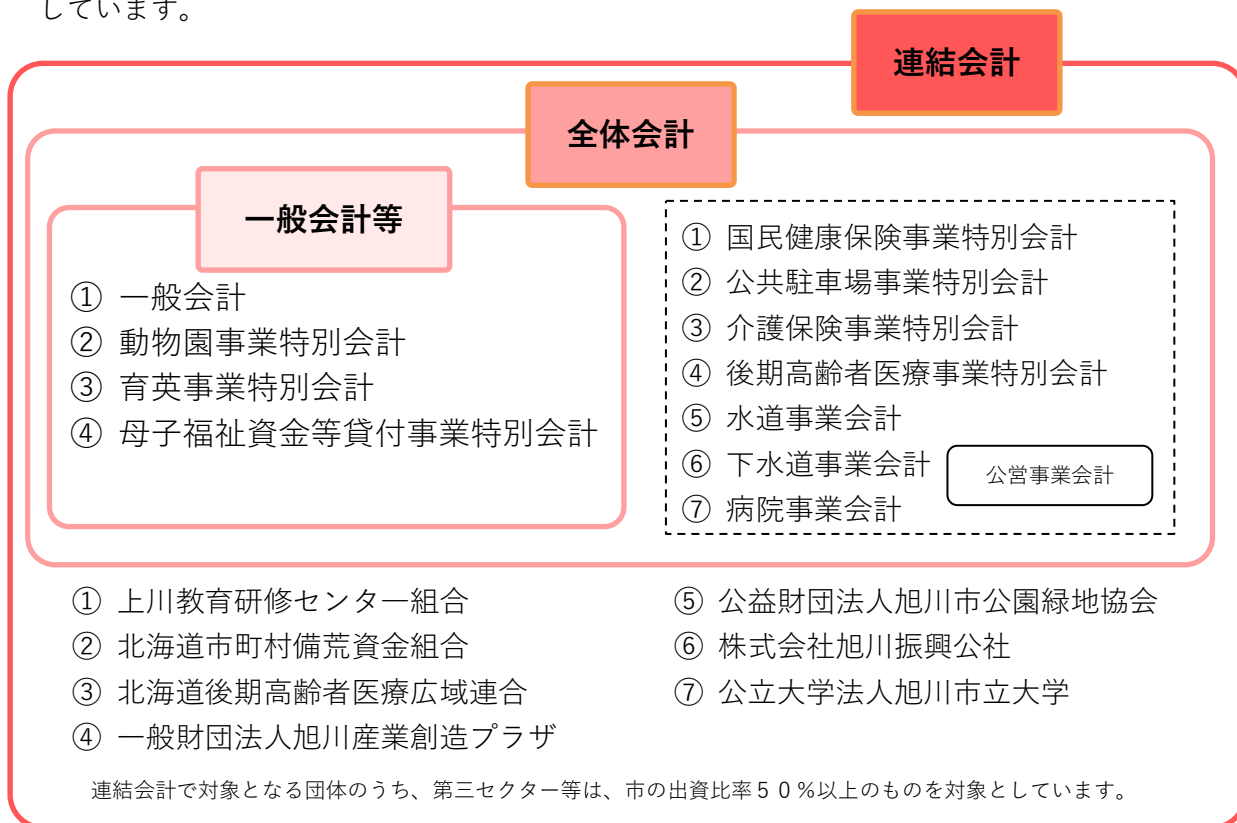 しています。
連結会計
全体会計
一般会計等
① 一般会計
② 動物園事業特別会計
③ 育英事業特別会計
④ 母子福祉資金等貸付事業特別会計
① 国民健康保険事業特別会計
② 公共駐車場事業特別会計
③ 介護保険事業特別会計
④ 後期高齢者医療事業特別会計
⑤ 水道事業会計
⑥ 下水道事業会計
⑦ 病院事業会計
公営事業会計
① 上川教育研修センター組合
② 北海道市町村備荒資金組合
③ 北海道後期高齢者医療広域連合
④ 一般財団法人旭川産業創造プラザ
⑤ 公益財団法人旭川市公園緑地協会
⑥ 株式会社旭川振興公社
⑦ 公立大学法人旭川市立大学
連結会計で対象となる団体のうち、第三セクター等は、市の出資比率５０％以上のものを対象としています。